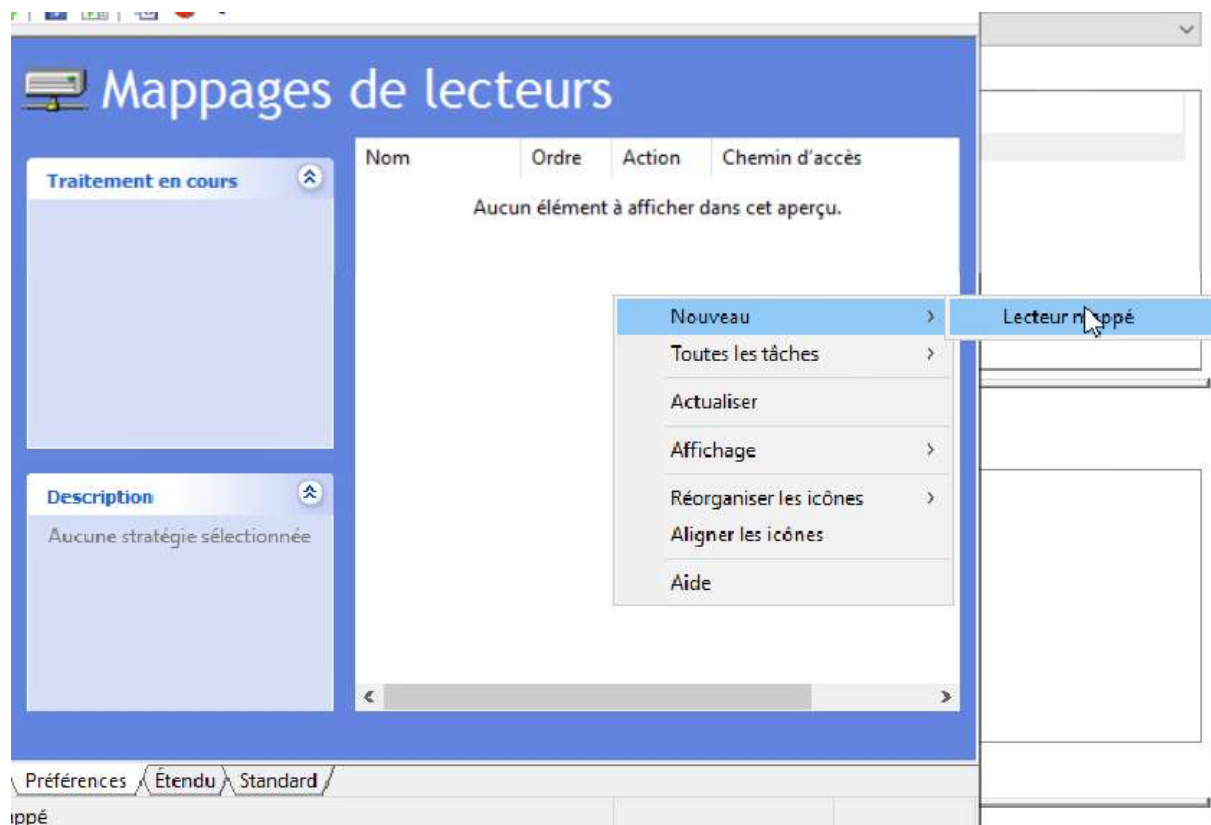 Mappages de lecteurs
Nom Ordre Action Chemin d'accès
Traitement en cours
Aucun élément à afficher dans cet aperçu.
Nouveau
Lecteur mappé
Toutes les tâches
Actualiser
Affichage
Description
Réorganiser les icônes
Aucune stratégie sélectionnée
Aligner les icônes
Aide
Préférences Étendu Standard